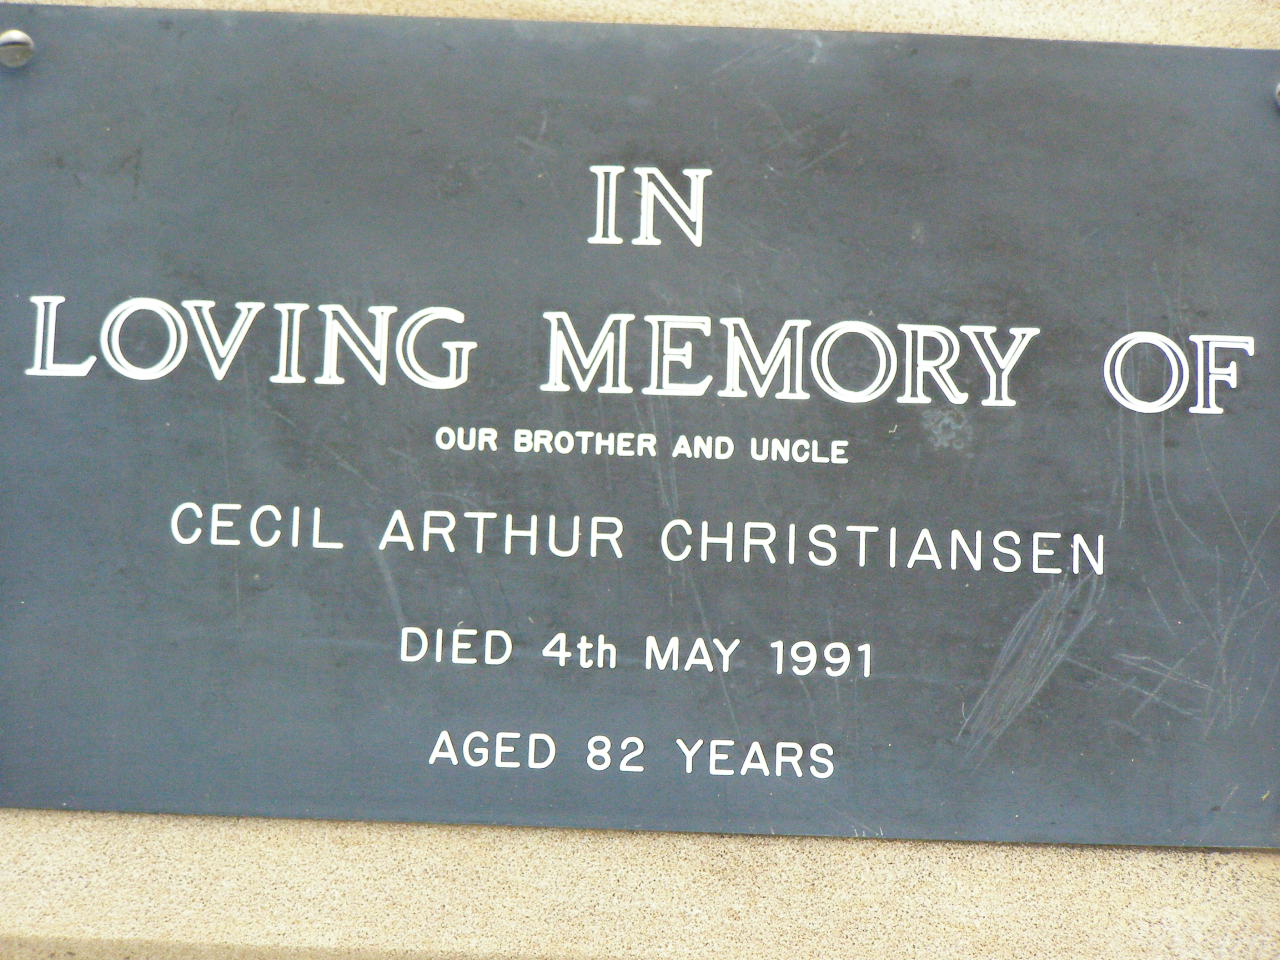 IN
LOVING MEMORY OF
OUR BROTHER AND UNCLE
CECIL ARTHUR CHRISTIANSEN
DIED 4th MAY 1991
AGED 82 YEARS